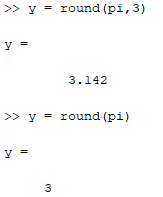 >> y = round(pi,3)
y =
3.142
>> y = round(pi)
y =
3